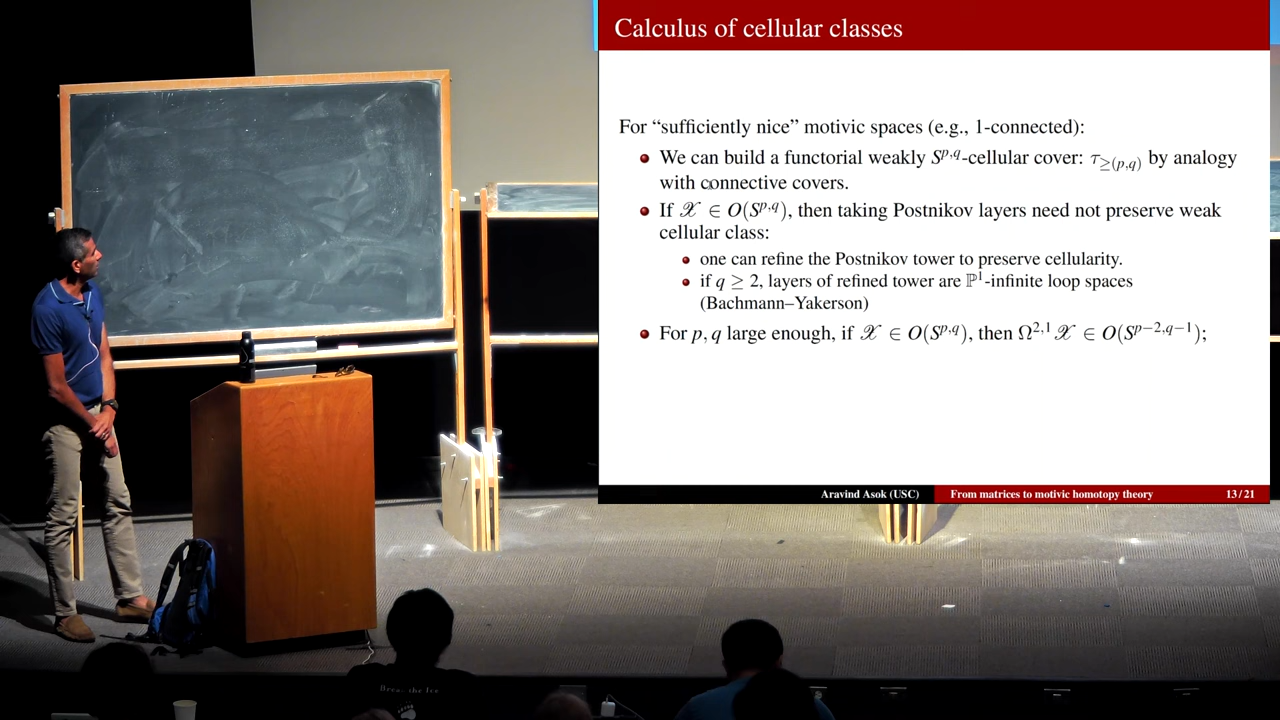 Calculus of cellular classes
For “sufficiently nice” motivic spaces (e.g., 1-connected):
We can build a functorial weakly S^{p,q}-cellular cover: τ_{≥(p,q)} by analogy
with connective covers.
If 𝒳 ∈ O(S^{p,q}), then taking Postnikov layers need not preserve weak
cellular class:
one can refine the Postnikov tower to preserve cellularity.
if q ≥ 2, layers of refined tower are ℙ¹-infinite loop spaces
(Bachmann–Yakerson)
For p, q large enough, if 𝒳 ∈ O(S^{p,q}), then Ω^{2,1}𝒳 ∈ O(S^{p−2,q−1});
Aravind Asok (USC) From matrices to motivic homotopy theory 13/21
Break the Ice